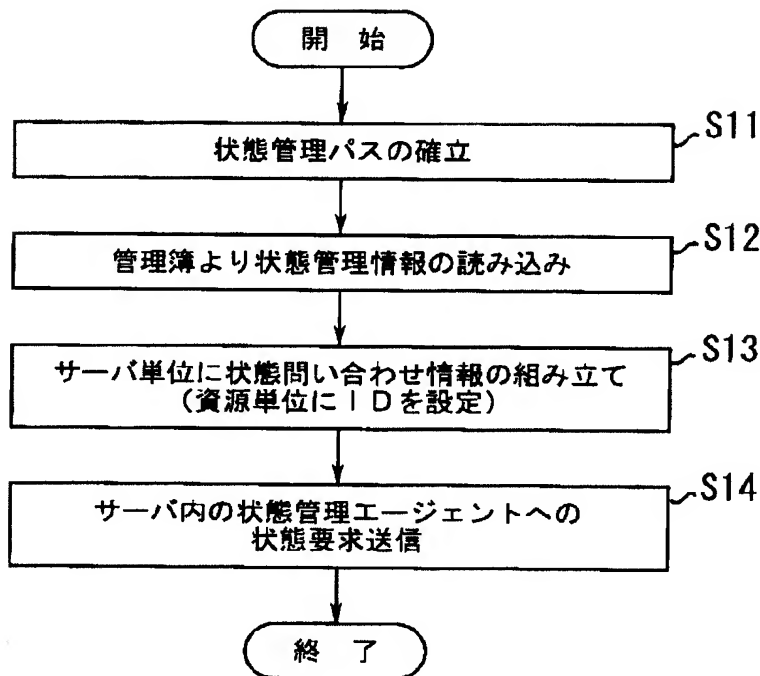 開 始
状態管理パスの確立
S11
管理簿より状態管理情報の読み込み
S12
サーバ単位に状態問い合わせ情報の組み立て
(資源単位にIDを設定)
S13
サーバ内の状態管理エージェントへの
状態要求送信
S14
終 了